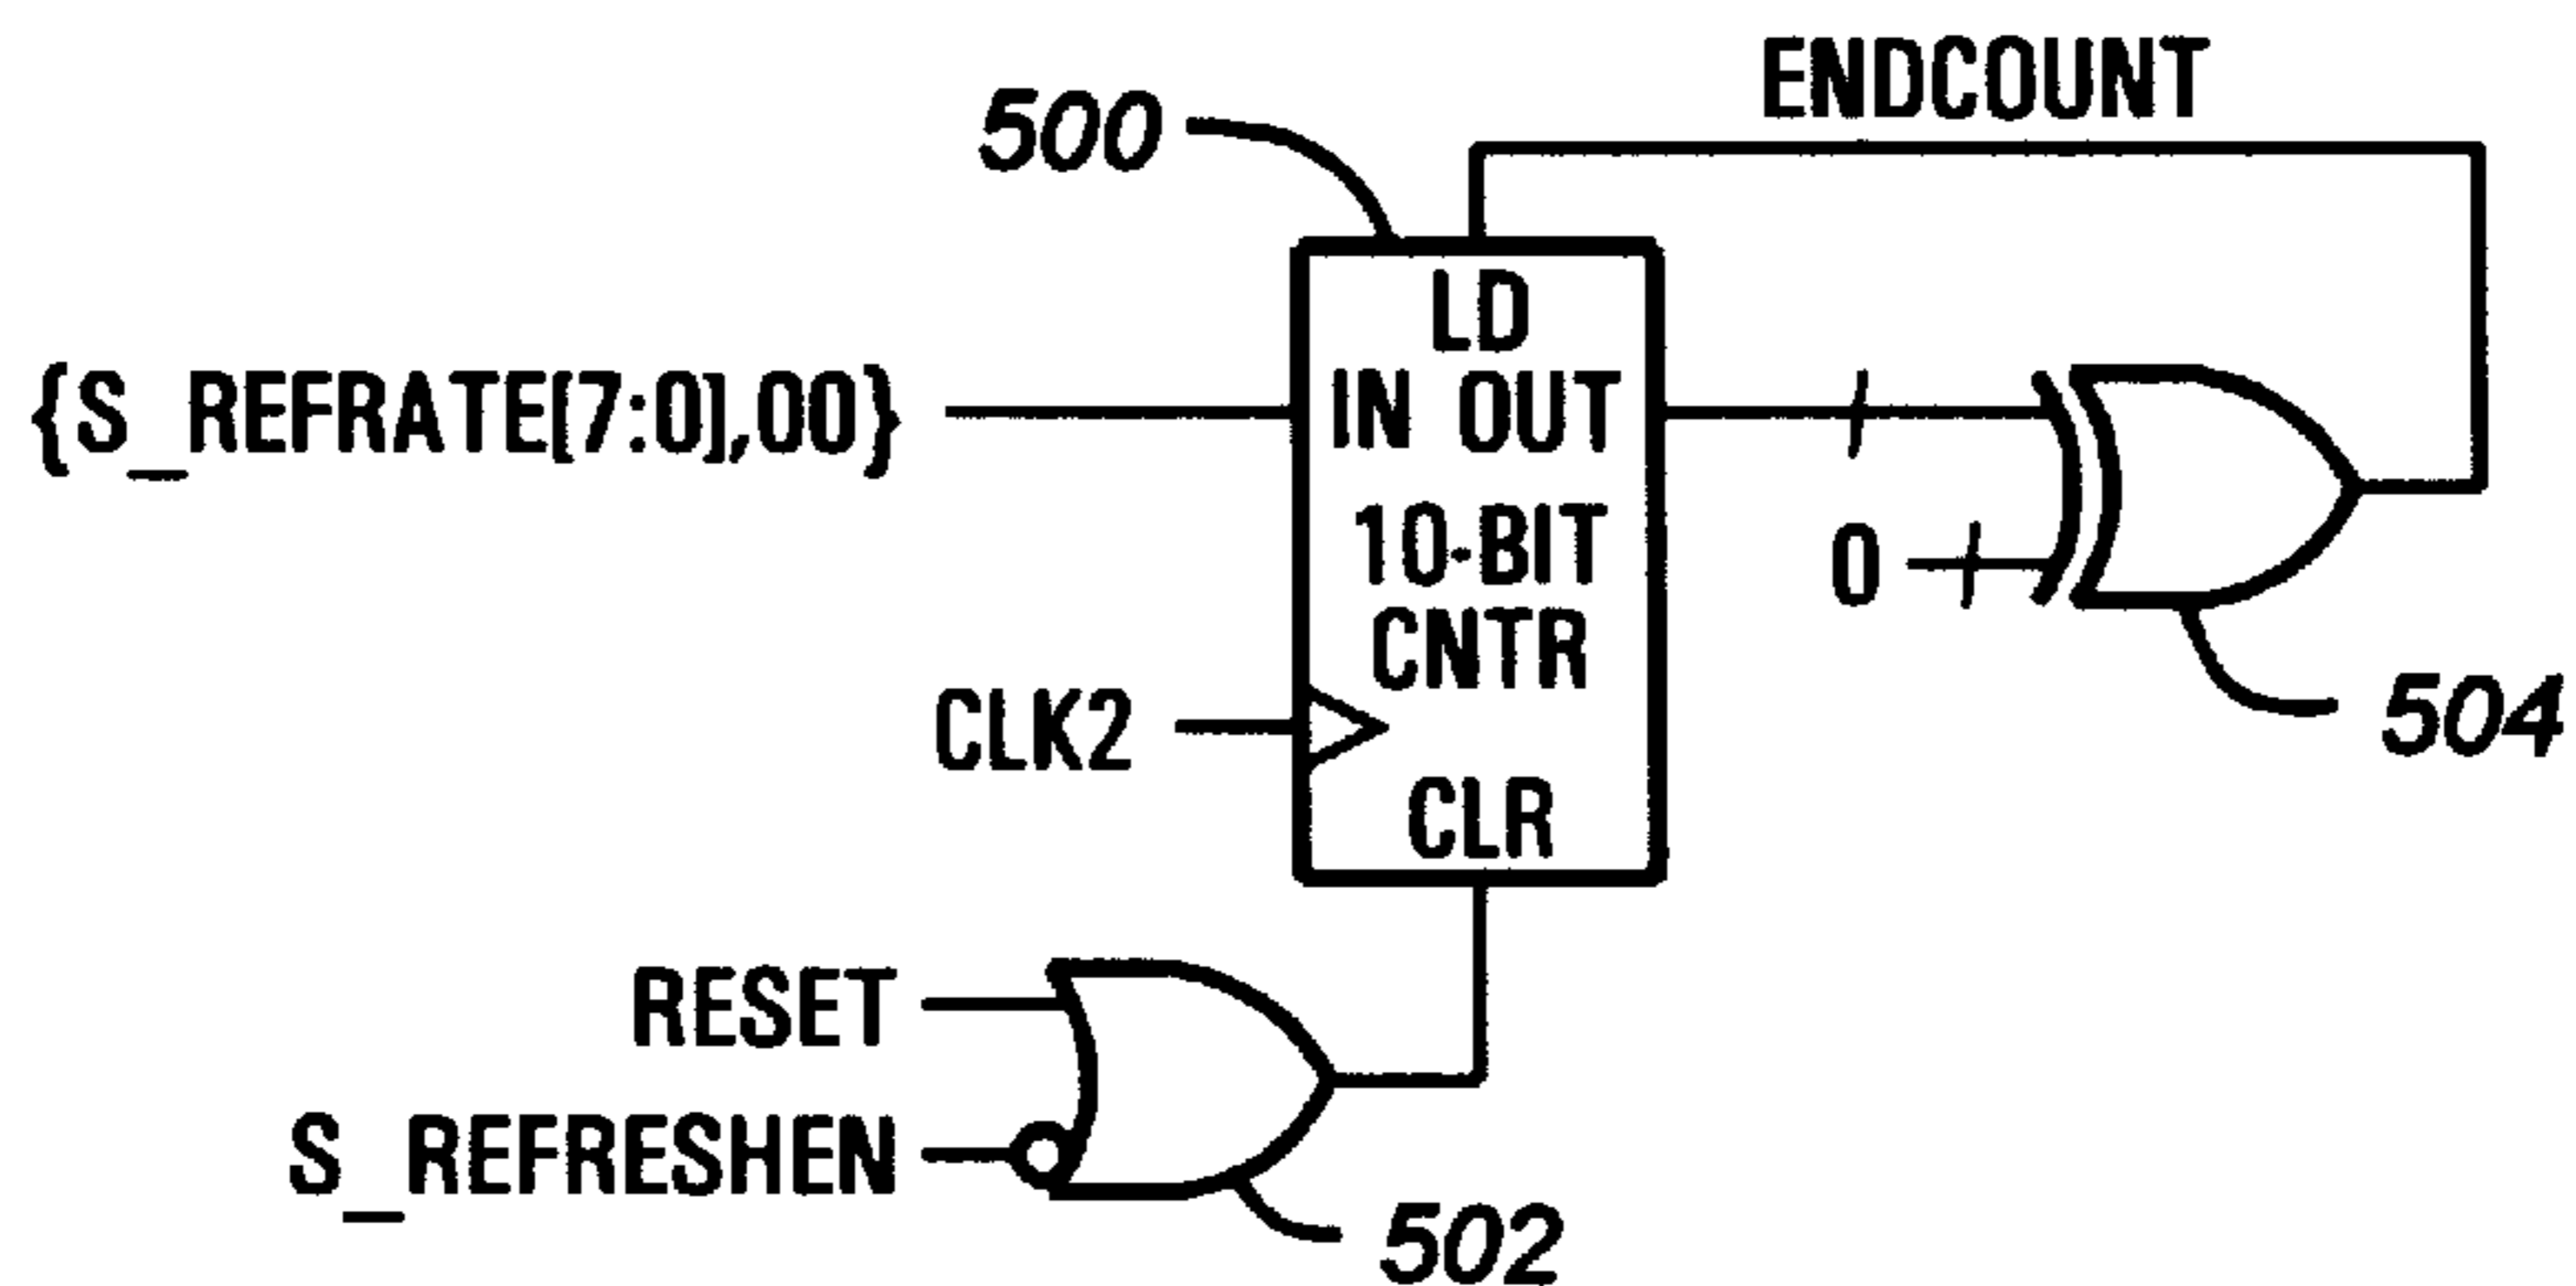 ENDCOUNT
500
LD
{S_REFRATE[7:0],00}
IN OUT
10-BIT
0
CNTR
CLK2
504
CLR
RESET
S_REFRESHEN
502